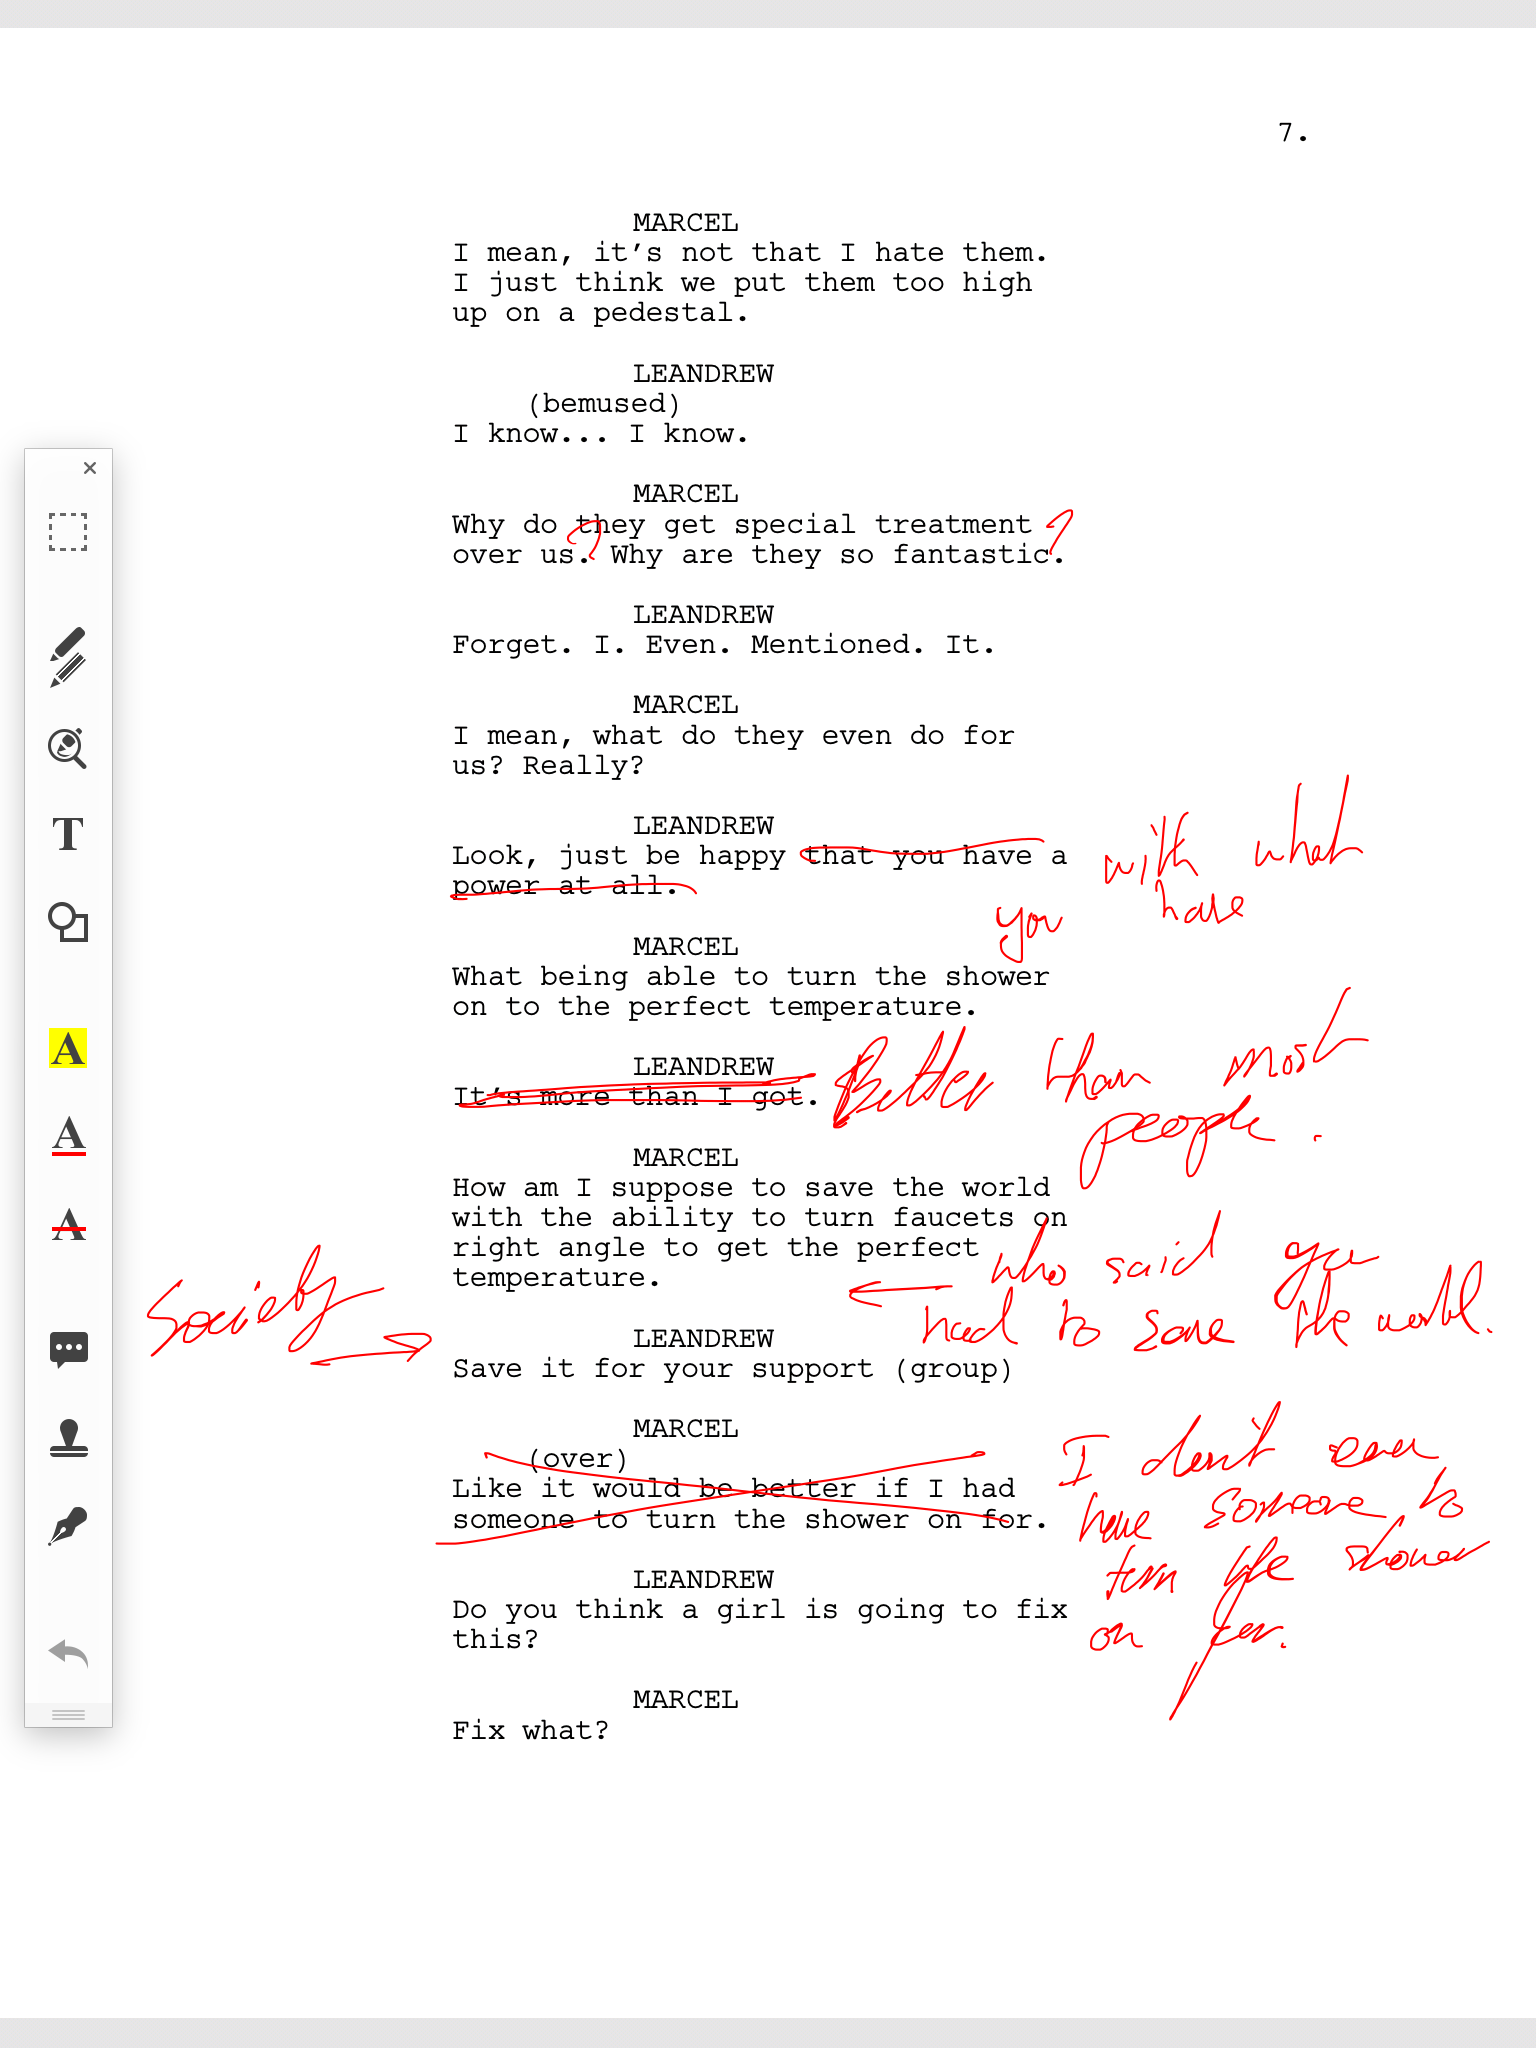 7.
MARCEL
I mean, it's not that I hate them.
I just think we put them too high
up on a pedestal.
LEANDREW
(bemused)
I know... I know.
MARCEL
Why do they get special treatment ?
over us. ? Why are they so fantastic.
LEANDREW
Forget. I. Even. Mentioned. It.
MARCEL
I mean, what do they even do for
us? Really?
LEANDREW
Look, just be happy that you have a
power at all.
with what
you have
MARCEL
What being able to turn the shower
on to the perfect temperature.
LEANDREW
It's more than I got.
Better than most
people.
MARCEL
How am I suppose to save the world
with the ability to turn faucets on
right angle to get the perfect
temperature.
who said you
had to save the world.
Society
LEANDREW
Save it for your support (group)
MARCEL
(over)
Like it would be better if I had
someone to turn the shower on for.
I don't even
have someone to
turn the shower
on for.
LEANDREW
Do you think a girl is going to fix
this?
MARCEL
Fix what?
T
A
A
A